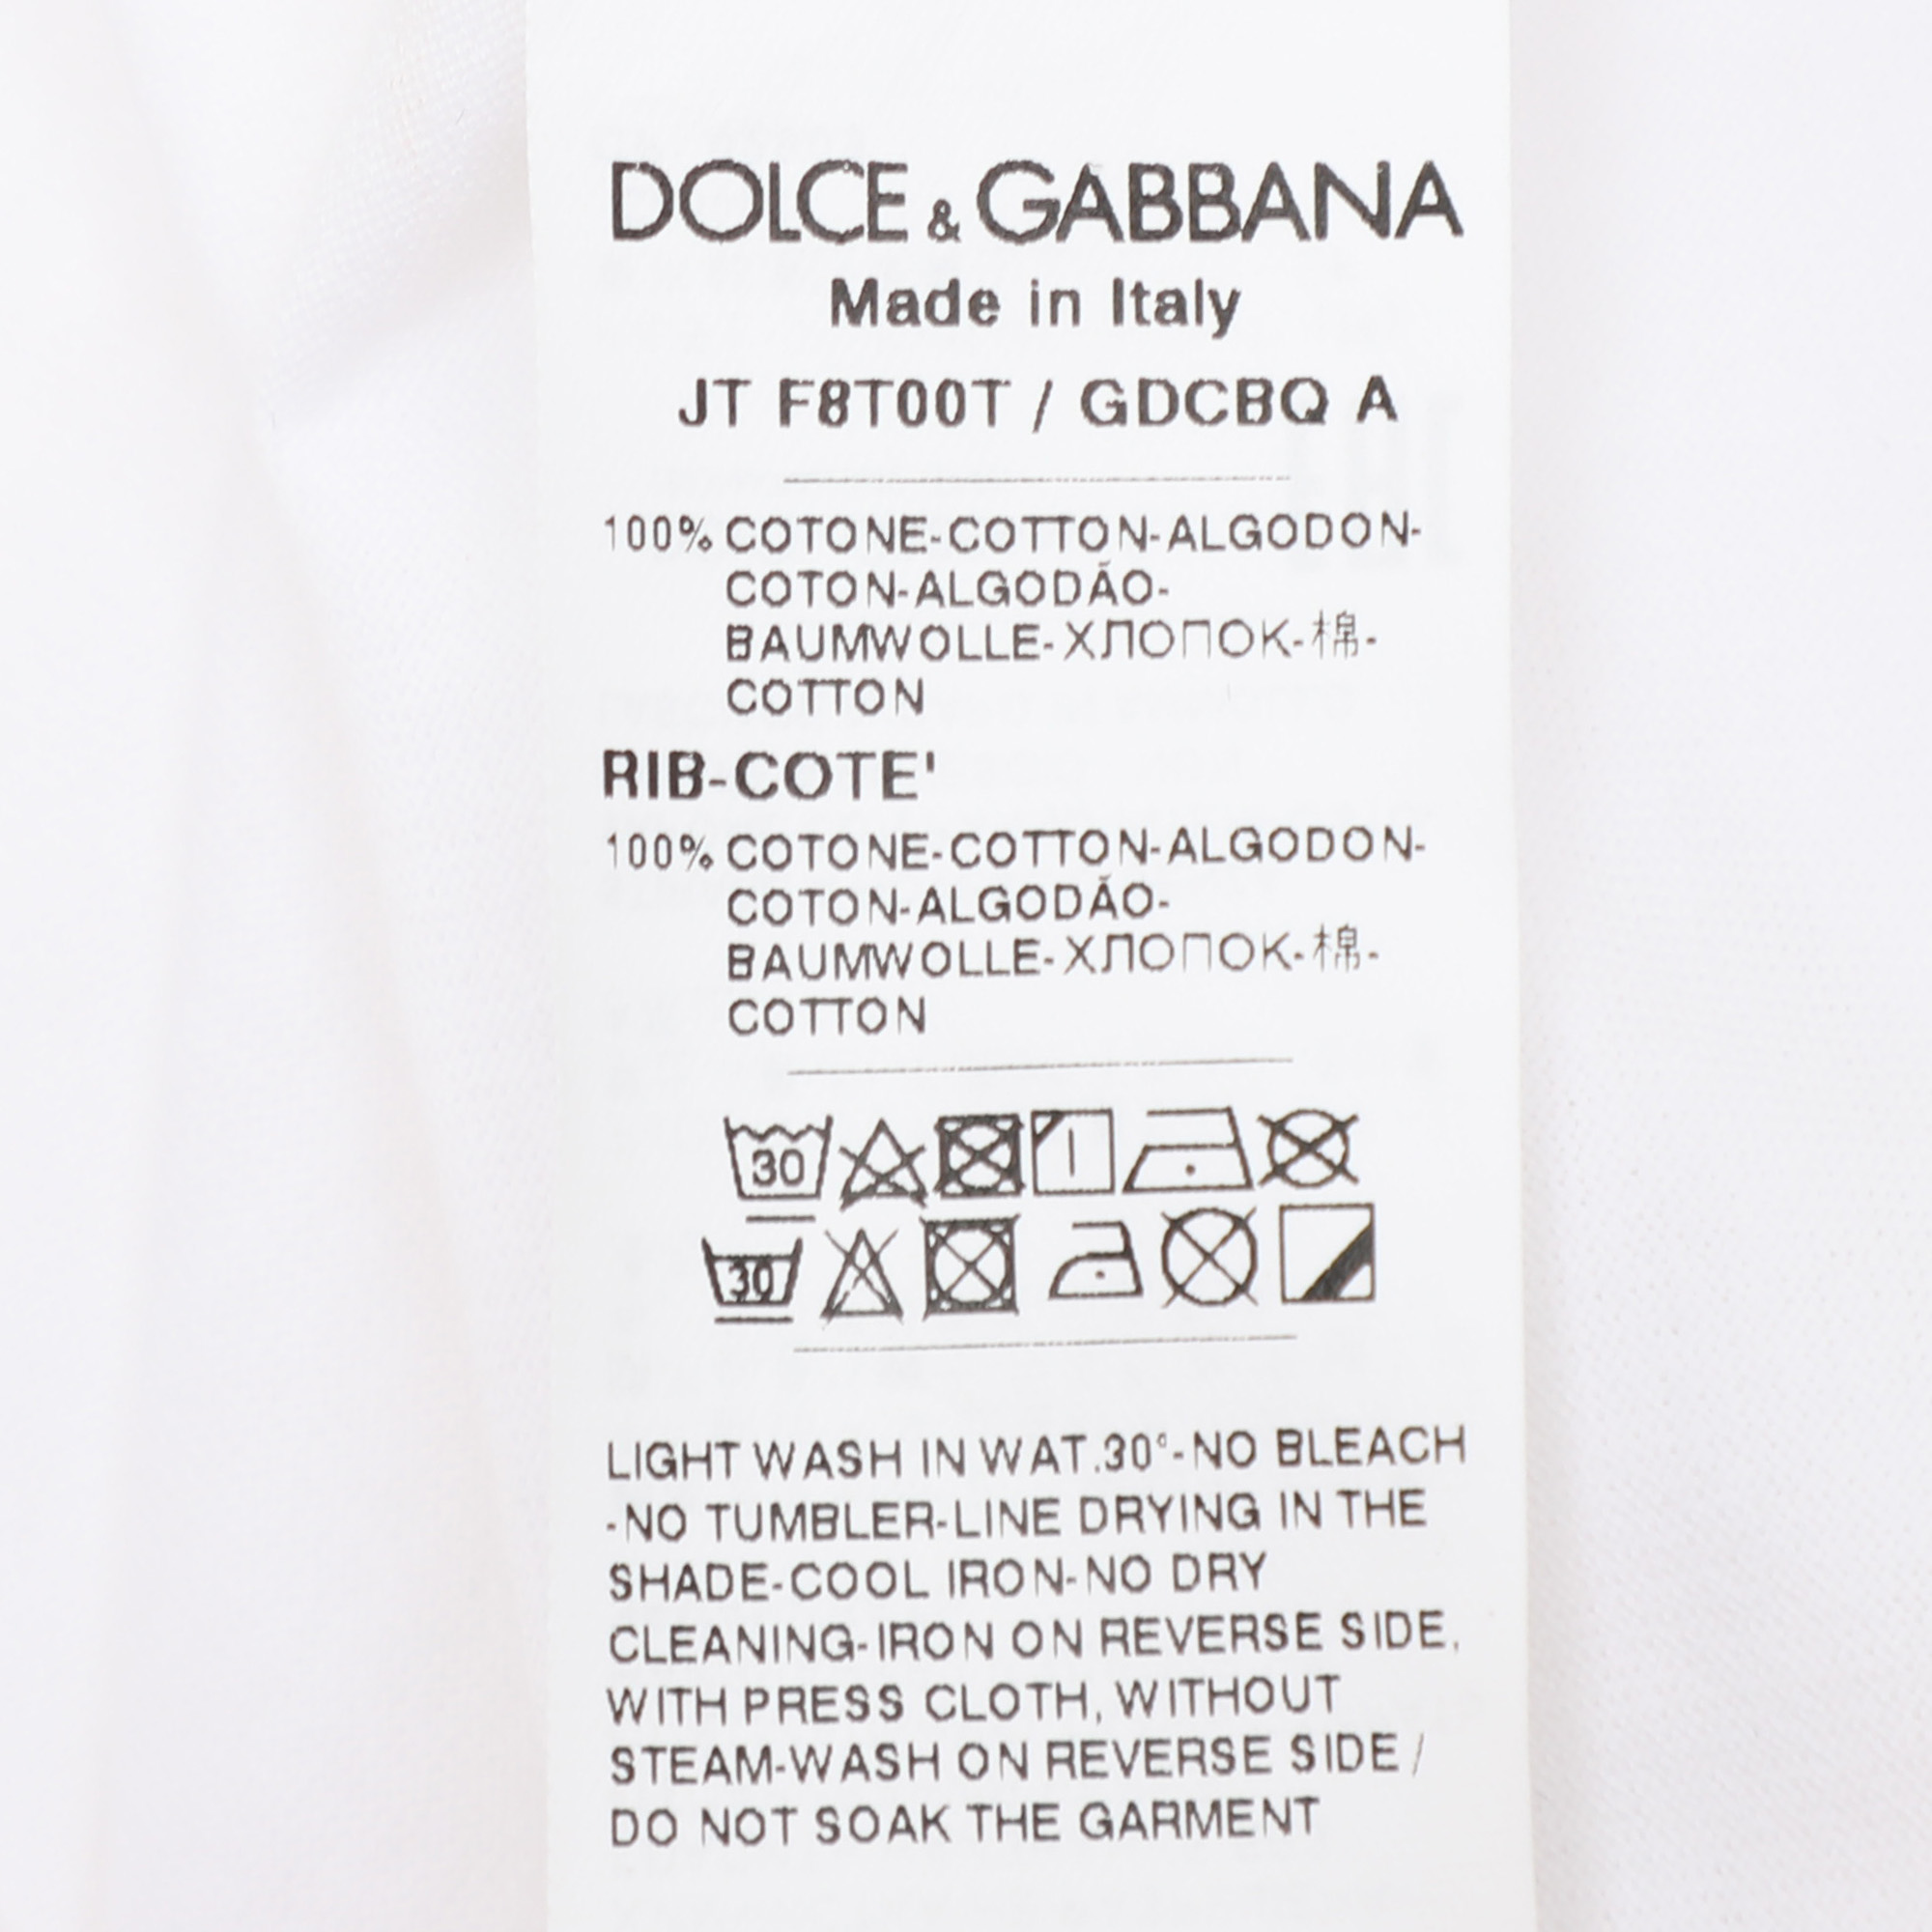 DOLCE & GABBANA
Made in Italy
JT F8T00T / GDCBQ A
100% COTONE-COTTON-ALGODON-
COTON-ALGODÃO-
BAUMWOLLE-ХЛОПОК-棉-
COTTON
RIB-COTE'
100% COTONE-COTTON-ALGODON-
COTON-ALGODÃO-
BAUMWOLLE-ХЛОПОК-棉-
COTTON
30
30
LIGHT WASH IN WAT.30°-NO BLEACH
-NO TUMBLER-LINE DRYING IN THE
SHADE-COOL IRON-NO DRY
CLEANING-IRON ON REVERSE SIDE,
WITH PRESS CLOTH, WITHOUT
STEAM-WASH ON REVERSE SIDE /
DO NOT SOAK THE GARMENT